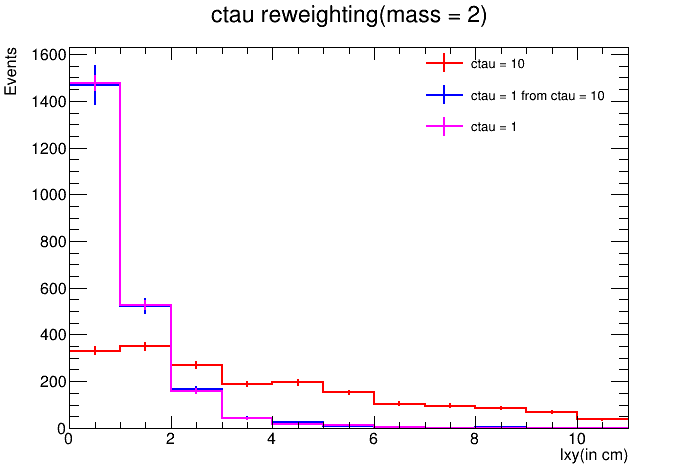 ctau reweighting(mass = 2)
Events
1600
1400
1200
1000
800
600
400
200
0
ctau = 10
ctau = 1 from ctau = 10
ctau = 1
0 2 4 6 8 10
lxy(in cm)